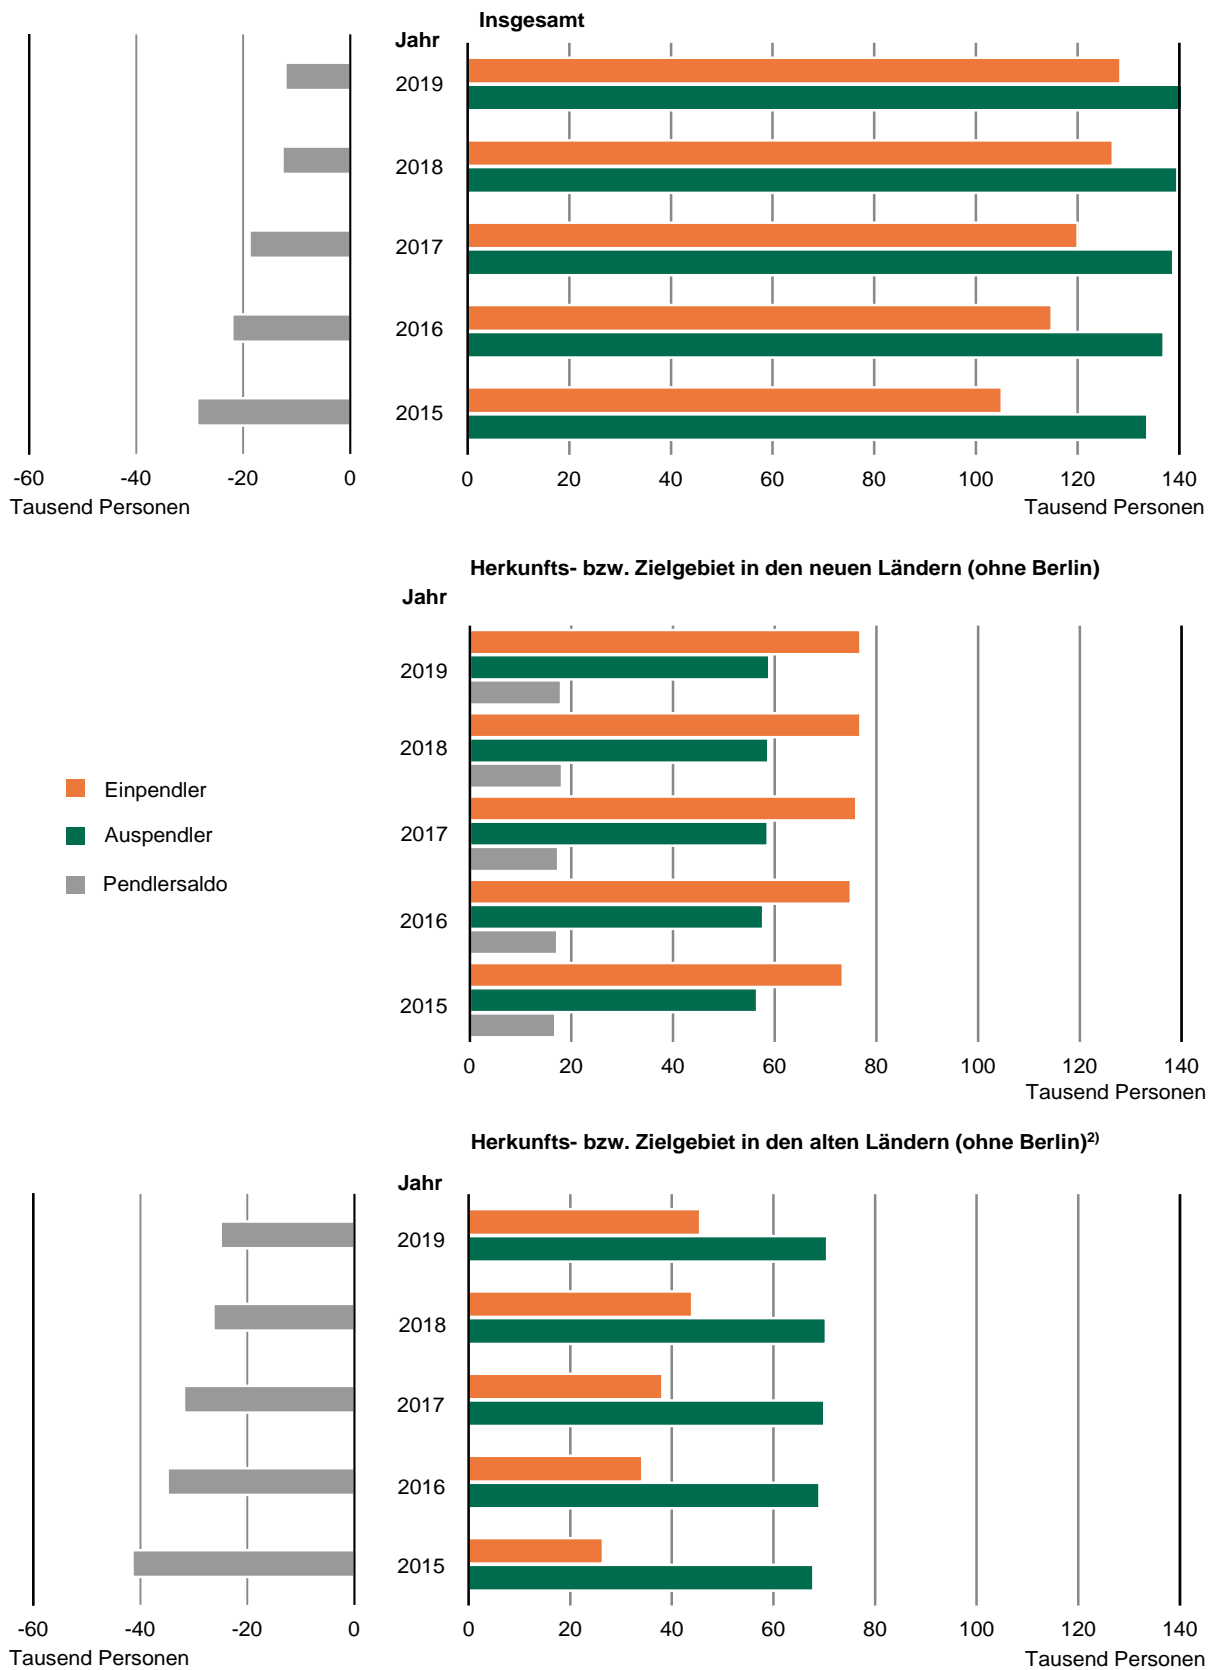 Insgesamt
Jahr
2019
2018
2017
2016
2015
-60 -40 -20 0
Tausend Personen
0 20 40 60 80 100 120 140
Tausend Personen
Herkunfts- bzw. Zielgebiet in den neuen Ländern (ohne Berlin)
Jahr
2019
2018
2017
2016
2015
Einpendler
Auspendler
Pendlersaldo
0 20 40 60 80 100 120 140
Tausend Personen
Herkunfts- bzw. Zielgebiet in den alten Ländern (ohne Berlin)2)
Jahr
2019
2018
2017
2016
2015
-60 -40 -20 0
Tausend Personen
0 20 40 60 80 100 120 140
Tausend Personen